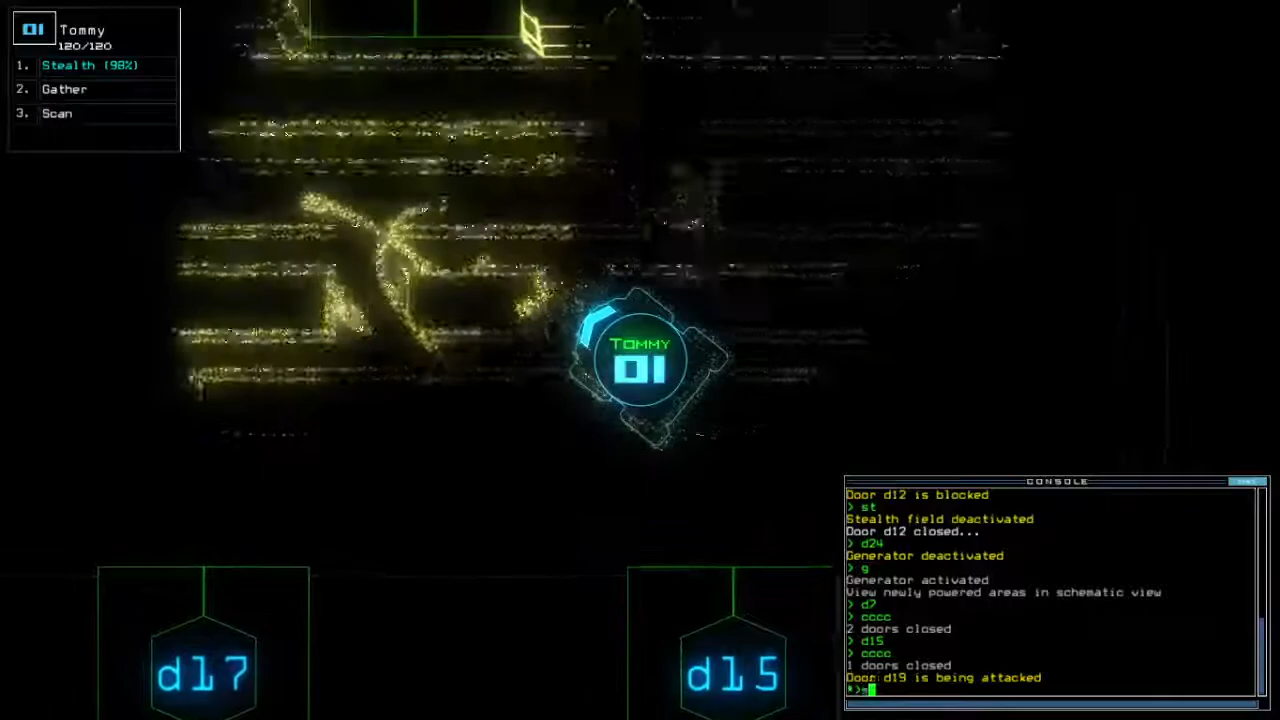 01 Tommy
120/120
1. Stealth (98%)
2. Gather
3. Scan
TOMMY
01
d17
d15
CONSOLE
Door d12 is blocked
> st
Stealth field deactivated
Door d12 closed...
> d24
Generator deactivated
> g
Generator activated
View newly powered areas in schematic view
> d7
> cccc
2 doors closed
> d15
> cccc
1 doors closed
Door d19 is being attacked